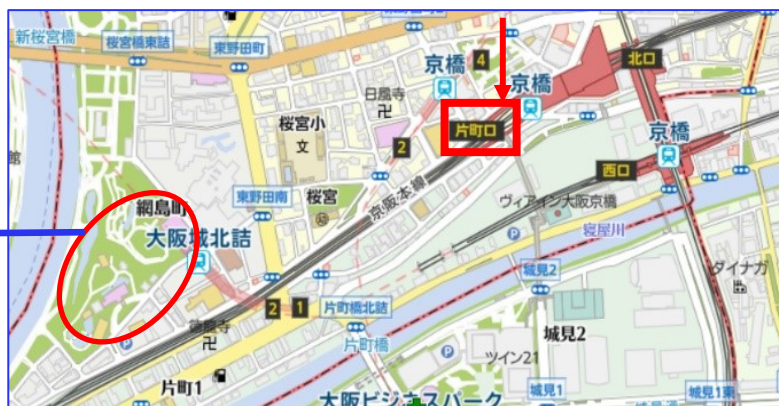 新桜宮橋
桜宮橋東詰
東野田町
4
京橋
京橋
北口
日風寺
卍
桜宮小
文
片町口
京橋
2
館
西口
京阪本線
網島町
東野田南
桜宮
ヴィアイン大阪京橋
P
寝屋川
大阪城北詰
城見2
ダイナガ
2
1
片町橋北詰
卍
P
城見2
片町橋
P
ツイン21
片町1
城見1
城見1東
大阪ビジネスパーク